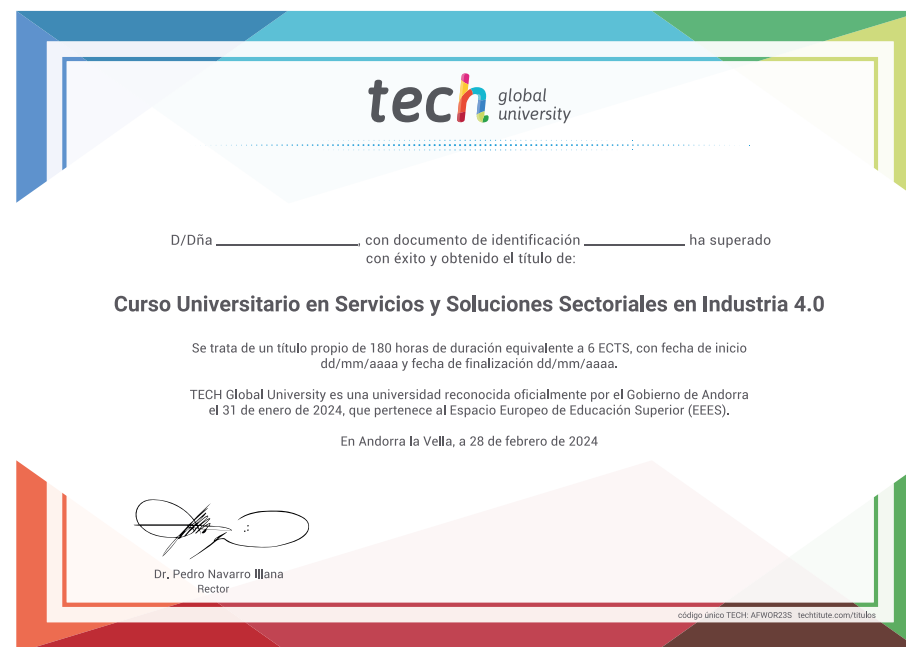 tech global university
D/Dña ____________________, con documento de identificación ______________ ha superado
con éxito y obtenido el título de:
Curso Universitario en Servicios y Soluciones Sectoriales en Industria 4.0
Se trata de un título propio de 180 horas de duración equivalente a 6 ECTS, con fecha de inicio
dd/mm/aaaa y fecha de finalización dd/mm/aaaa.
TECH Global University es una universidad reconocida oficialmente por el Gobierno de Andorra
el 31 de enero de 2024, que pertenece al Espacio Europeo de Educación Superior (EEES).
En Andorra la Vella, a 28 de febrero de 2024
Dr. Pedro Navarro Illana
Rector
código único TECH: AFWOR23S techtitute.com/titulos